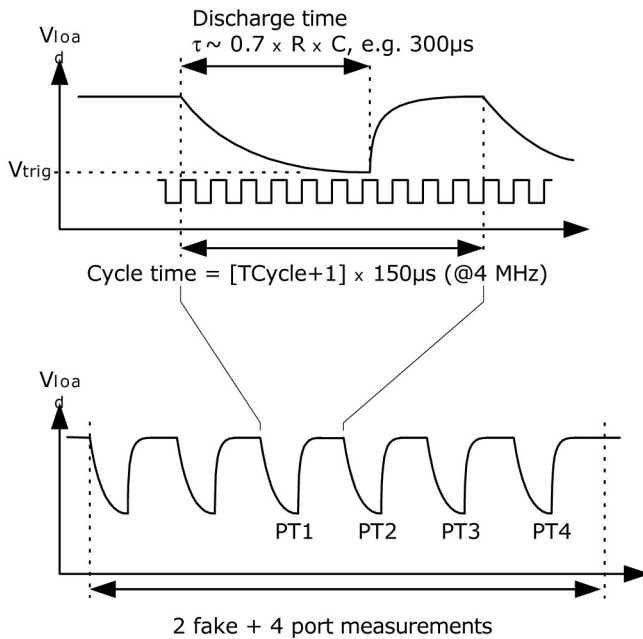 Discharge time
τ ~ 0.7 x R x C, e.g. 300µs
Vloa
d
Vtrig
Cycle time = [TCycle+1] x 150µs (@4 MHz)
Vloa
d
PT1 PT2 PT3 PT4
2 fake + 4 port measurements